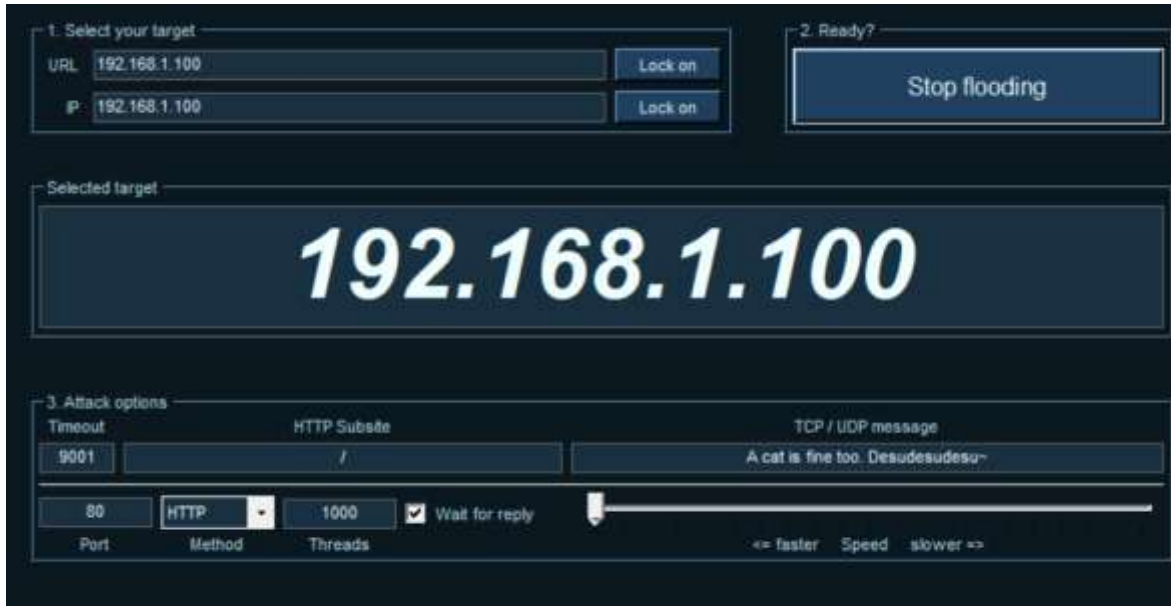 1. Select your target
URL 192.168.1.100 Lock on
IP 192.168.1.100 Lock on
2. Ready?
Stop flooding
Selected target
192.168.1.100
3. Attack options
Timeout HTTP Subsite TCP / UDP message
9001 / A cat is fine too. Desudesudesu~
80 HTTP 1000 Wait for reply
Port Method Threads <= faster Speed slower =>